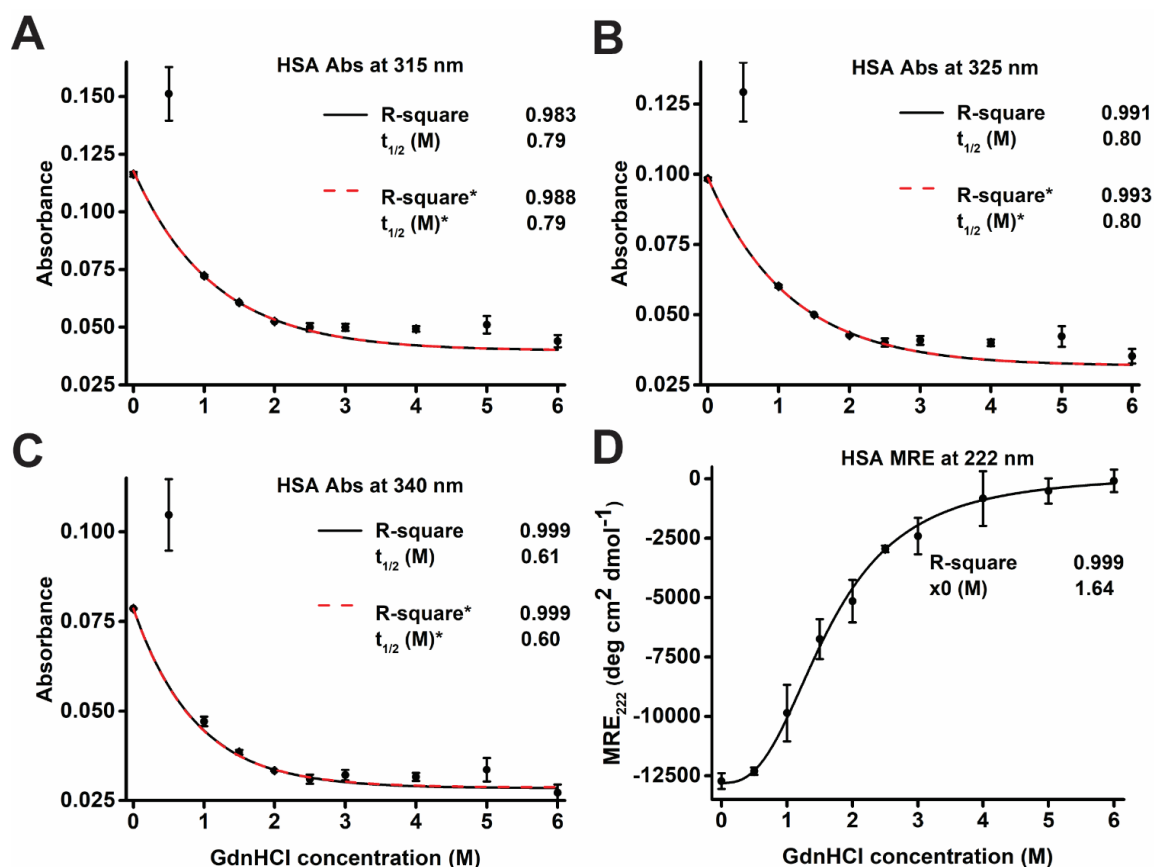 A
HSA Abs at 315 nm
R-square 0.983
t1/2 (M) 0.79
R-square* 0.988
t1/2 (M)* 0.79
Absorbance
0.150
0.125
0.100
0.075
0.050
0.025
0 1 2 3 4 5 6
B
HSA Abs at 325 nm
R-square 0.991
t1/2 (M) 0.80
R-square* 0.993
t1/2 (M)* 0.80
Absorbance
0.125
0.100
0.075
0.050
0.025
0 1 2 3 4 5 6
C
HSA Abs at 340 nm
R-square 0.999
t1/2 (M) 0.61
R-square* 0.999
t1/2 (M)* 0.60
Absorbance
0.100
0.075
0.050
0.025
0 1 2 3 4 5 6
GdnHCl concentration (M)
D
HSA MRE at 222 nm
R-square 0.999
x0 (M) 1.64
MRE222 (deg cm2 dmol-1)
0
-2500
-5000
-7500
-10000
-12500
0 1 2 3 4 5 6
GdnHCl concentration (M)